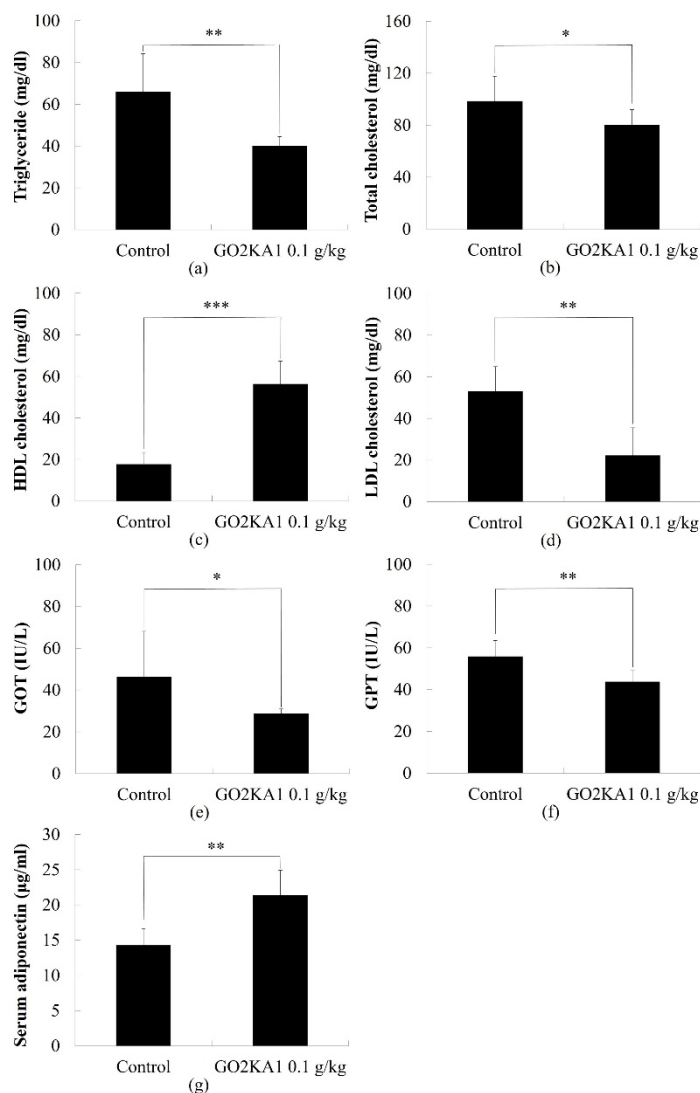 Triglyceride (mg/dl)
80
60
40
20
0
**
Control
GO2KA1 0.1 g/kg
(a)
Total cholesterol (mg/dl)
160
120
80
40
0
*
Control
GO2KA1 0.1 g/kg
(b)
HDL cholesterol (mg/dl)
100
80
60
40
20
0
***
Control
GO2KA1 0.1 g/kg
(c)
LDL cholesterol (mg/dl)
100
80
60
40
20
0
**
Control
GO2KA1 0.1 g/kg
(d)
GOT (IU/L)
100
80
60
40
20
0
*
Control
GO2KA1 0.1 g/kg
(e)
GPT (IU/L)
100
80
60
40
20
0
**
Control
GO2KA1 0.1 g/kg
(f)
Serum adiponectin (μg/ml)
30
25
20
15
10
5
0
**
Control
GO2KA1 0.1 g/kg
(g)